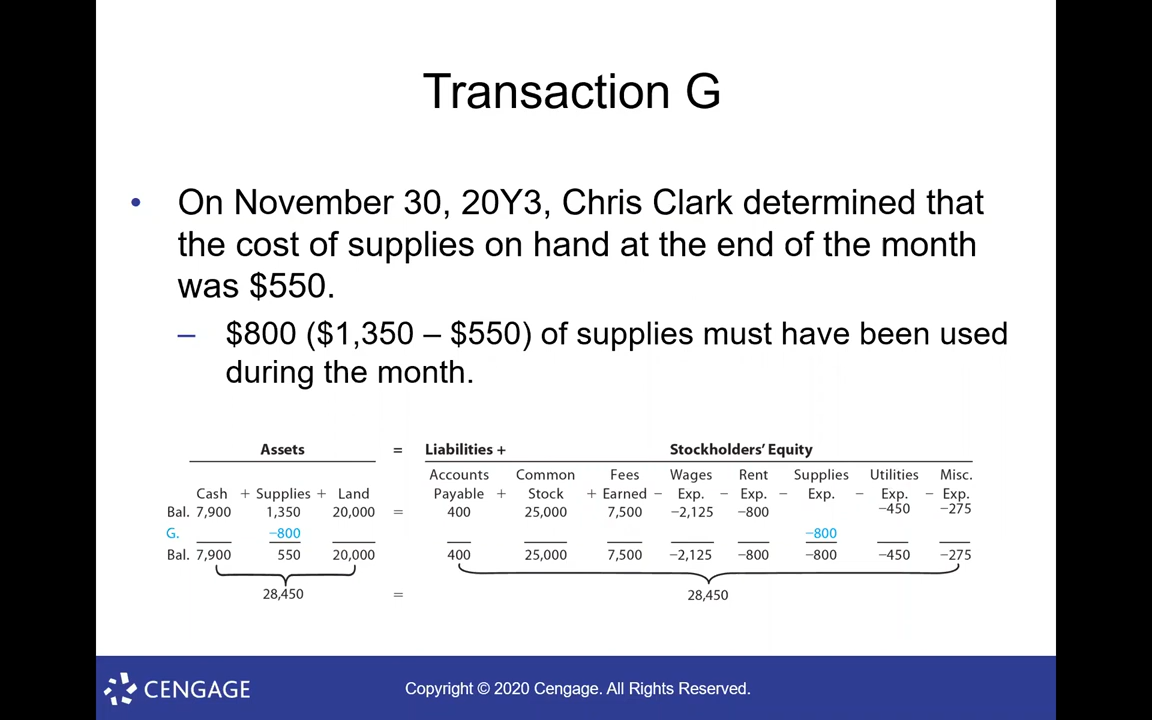 Transaction G
• On November 30, 20Y3, Chris Clark determined that
the cost of supplies on hand at the end of the month
was $550.
– $800 ($1,350 – $550) of supplies must have been used
during the month.
Assets = Liabilities + Stockholders’ Equity
Accounts Common Fees Wages Rent Supplies Utilities Misc.
Cash + Supplies + Land Payable + Stock + Earned – Exp. – Exp. – Exp. – Exp. – Exp.
Bal. 7,900 1,350 20,000 = 400 25,000 7,500 –2,125 –800 –450 –275
G. –800 –800
Bal. 7,900 550 20,000 400 25,000 7,500 –2,125 –800 –800 –450 –275
28,450 = 28,450
CENGAGE
Copyright © 2020 Cengage. All Rights Reserved.